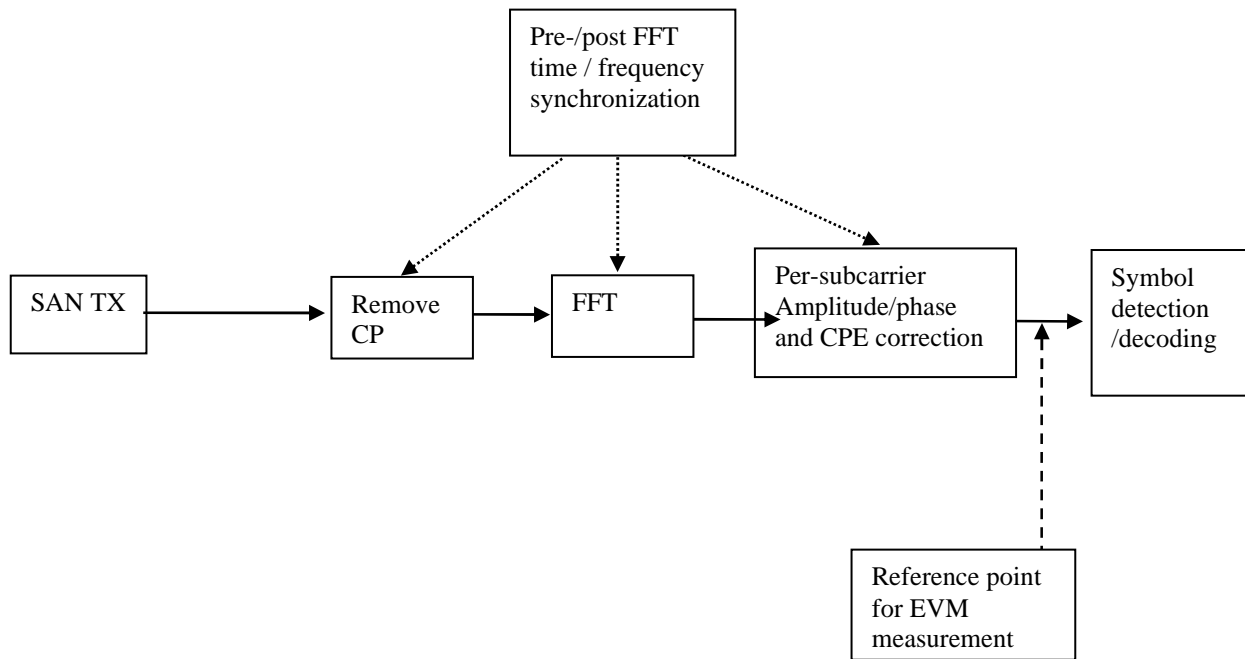 Pre-/post FFT
time / frequency
synchronization
SAN TX
Remove
CP
FFT
Per-subcarrier
Amplitude/phase
and CPE correction
Symbol
detection
/decoding
Reference point
for EVM
measurement